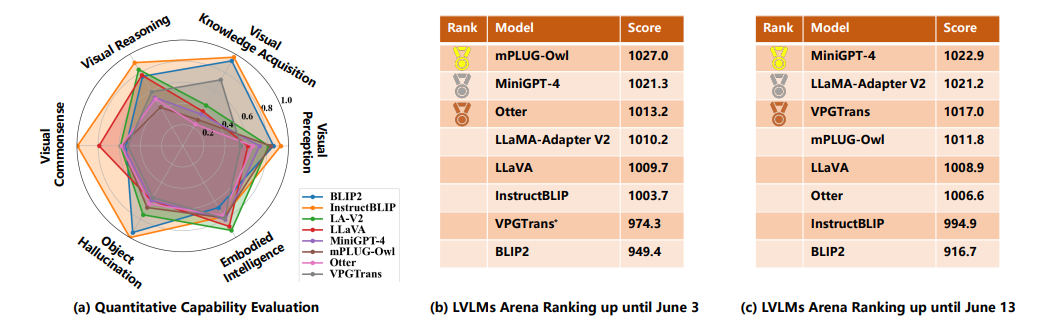 Visual Reasoning
Visual
Knowledge Acquisition
Visual
Perception
Embodied
Intelligence
Object
Hallucination
Visual
Commonsense
1.0
0.8
0.6
0.4
0.2
BLIP2
InstructBLIP
LA-V2
LLaVA
MiniGPT-4
mPLUG-Owl
Otter
VPGTrans
(a) Quantitative Capability Evaluation
Rank Model Score
mPLUG-Owl 1027.0
MiniGPT-4 1021.3
Otter 1013.2
LLaMA-Adapter V2 1010.2
LLaVA 1009.7
InstructBLIP 1003.7
VPGTrans* 974.3
BLIP2 949.4
(b) LVLMs Arena Ranking up until June 3
Rank Model Score
MiniGPT-4 1022.9
LLaMA-Adapter V2 1021.2
VPGTrans 1017.0
mPLUG-Owl 1011.8
LLaVA 1008.9
Otter 1006.6
InstructBLIP 994.9
BLIP2 916.7
(c) LVLMs Arena Ranking up until June 13